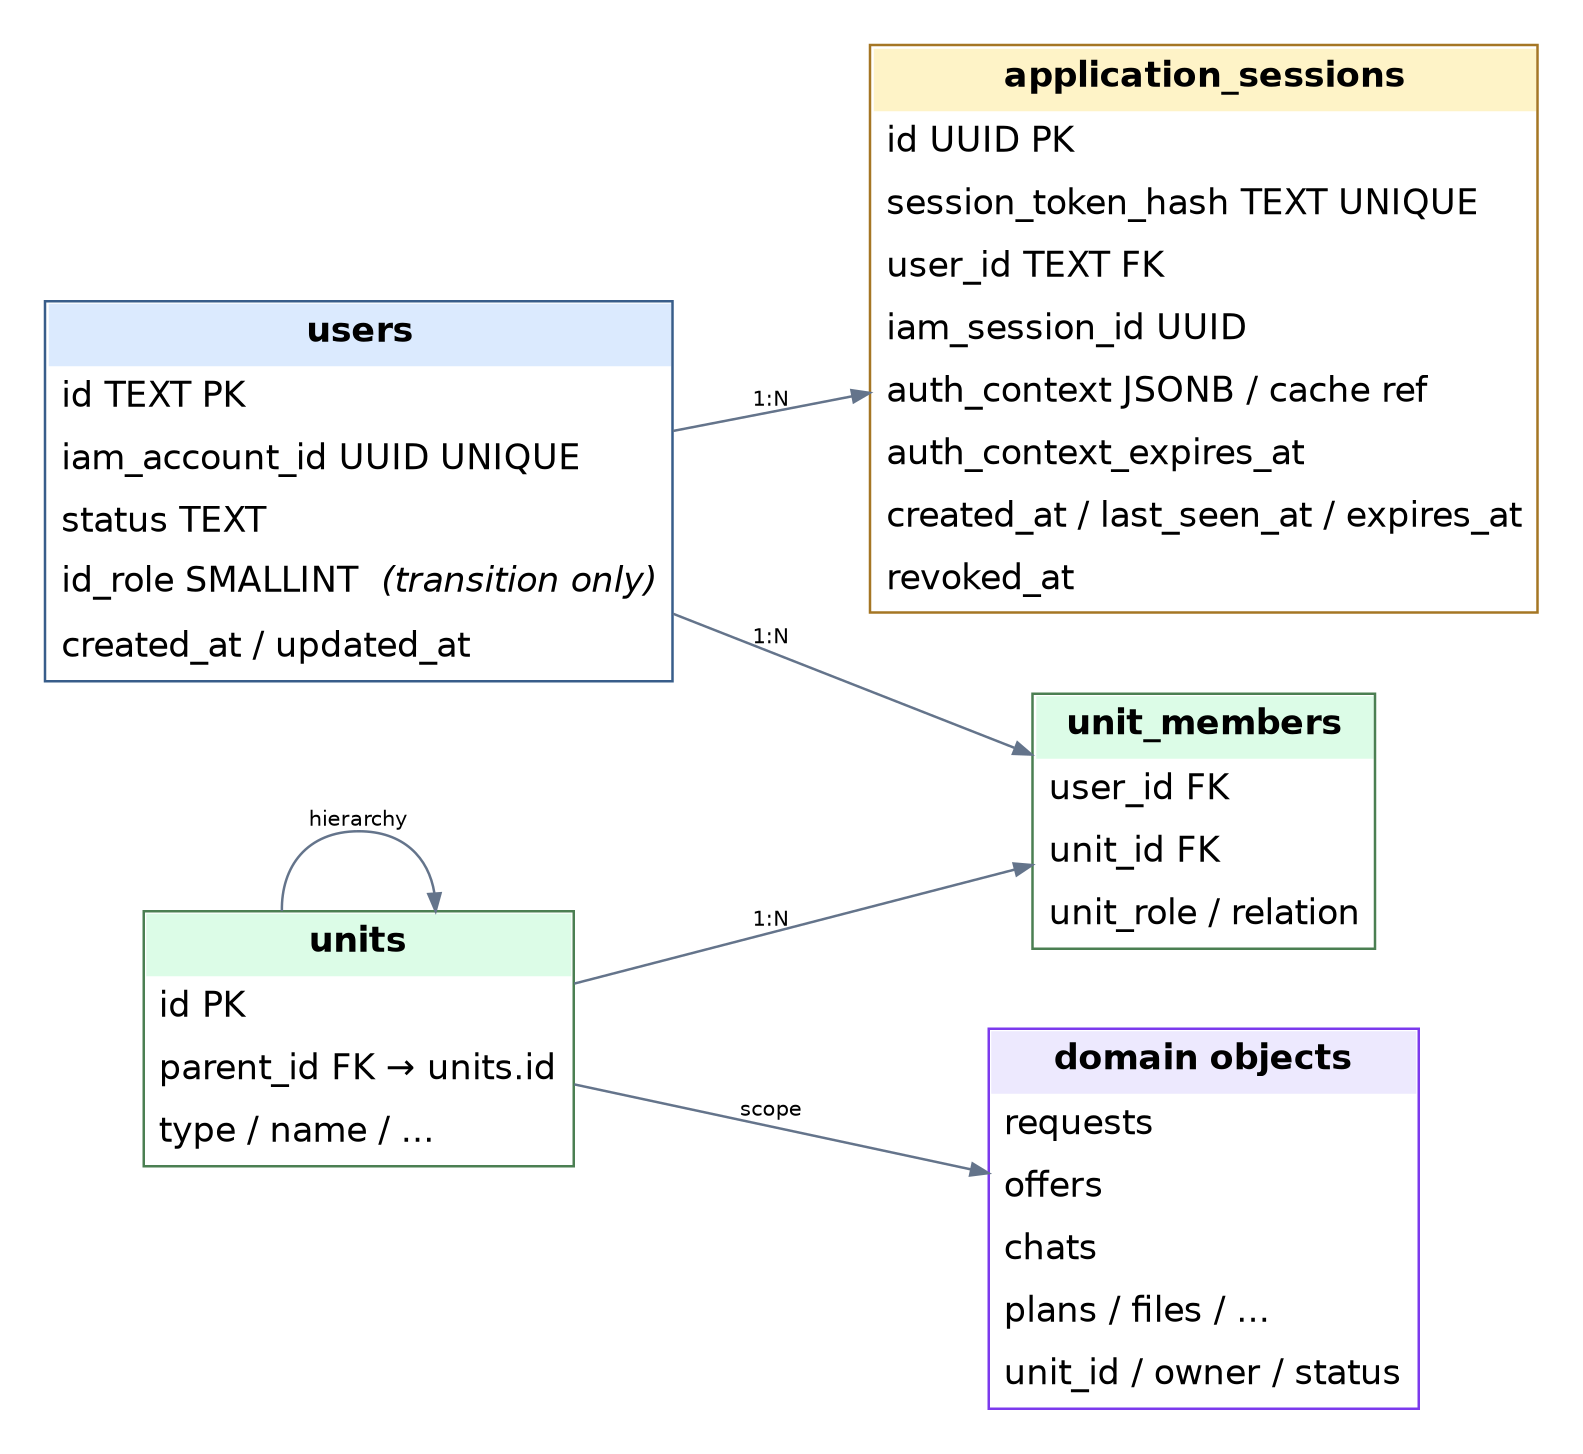 application_sessions
id UUID PK
session_token_hash TEXT UNIQUE
user_id TEXT FK
iam_session_id UUID
auth_context JSONB / cache ref
auth_context_expires_at
created_at / last_seen_at / expires_at
revoked_at
users
id TEXT PK
iam_account_id UUID UNIQUE
status TEXT
id_role SMALLINT (transition only)
created_at / updated_at
1:N
1:N
unit_members
user_id FK
unit_id FK
unit_role / relation
hierarchy
units
id PK
parent_id FK → units.id
type / name / ...
1:N
scope
domain objects
requests
offers
chats
plans / files / ...
unit_id / owner / status